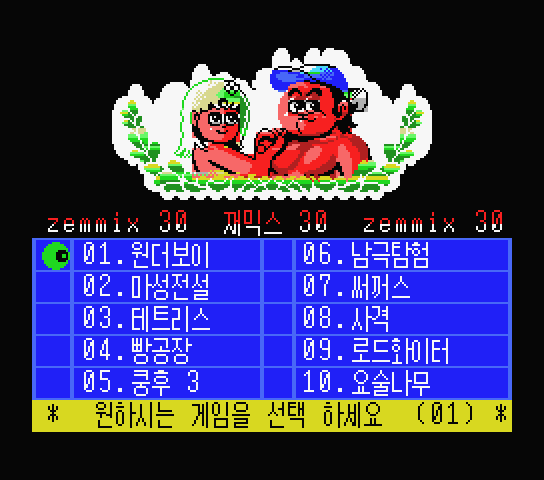 zemmix 30 재믹스 30 zemmix 30
01.원더보이 06.남극탐험
02.마성전설 07.써꺼스
03.테트리스 08.사격
04.빵공장 09.로드화이터
05.쿵후 3 10.요술나무
* 원하시는 게임을 선택 하세요 (01) *